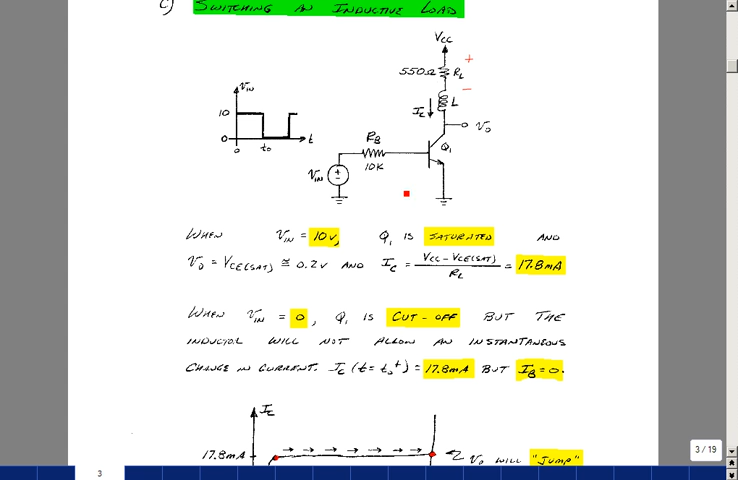 C) SWITCHING AN INDUCTIVE LOAD
VCC
+
550Ω RL
-
VIN
IC L
10
VO
RB
Q1
0
t
0 t0
10K
VIN + -
WHEN VIN = 10V, Q1 IS SATURATED AND
VO = VCE(SAT) ≅ 0.2V AND IC = VCC-VCE(SAT) / RL = 17.8mA
WHEN VIN = 0, Q1 IS CUT-OFF BUT THE
INDUCTOR WILL NOT ALLOW AN INSTANTANEOUS
CHANGE IN CURRENT. IC (t = t0+) = 17.8mA BUT IB = 0.
IC
→ → → → → → →
17.8mA
VO WILL "JUMP"
3 / 19
3